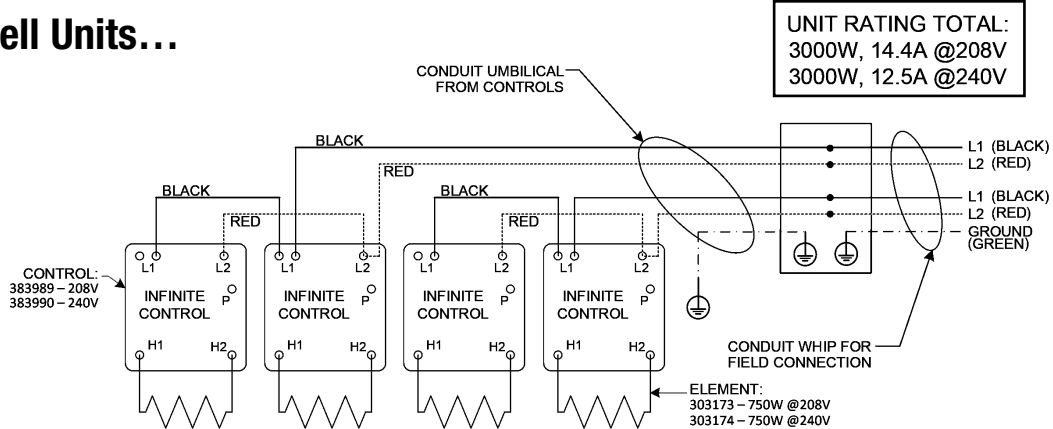 ell Units…
UNIT RATING TOTAL:
3000W, 14.4A @208V
3000W, 12.5A @240V
CONDUIT UMBILICAL
FROM CONTROLS
BLACK
RED
L1 (BLACK)
L2 (RED)
BLACK
RED
BLACK
RED
L1 (BLACK)
L2 (RED)
GROUND
(GREEN)
CONTROL:
383989 – 208V
383990 – 240V
L1 L2
P
INFINITE
CONTROL
H1 H2
L1 L2
P
INFINITE
CONTROL
H1 H2
L1 L2
P
INFINITE
CONTROL
H1 H2
L1 L2
P
INFINITE
CONTROL
H1 H2
CONDUIT WHIP FOR
FIELD CONNECTION
ELEMENT:
303173 – 750W @208V
303174 – 750W @240V